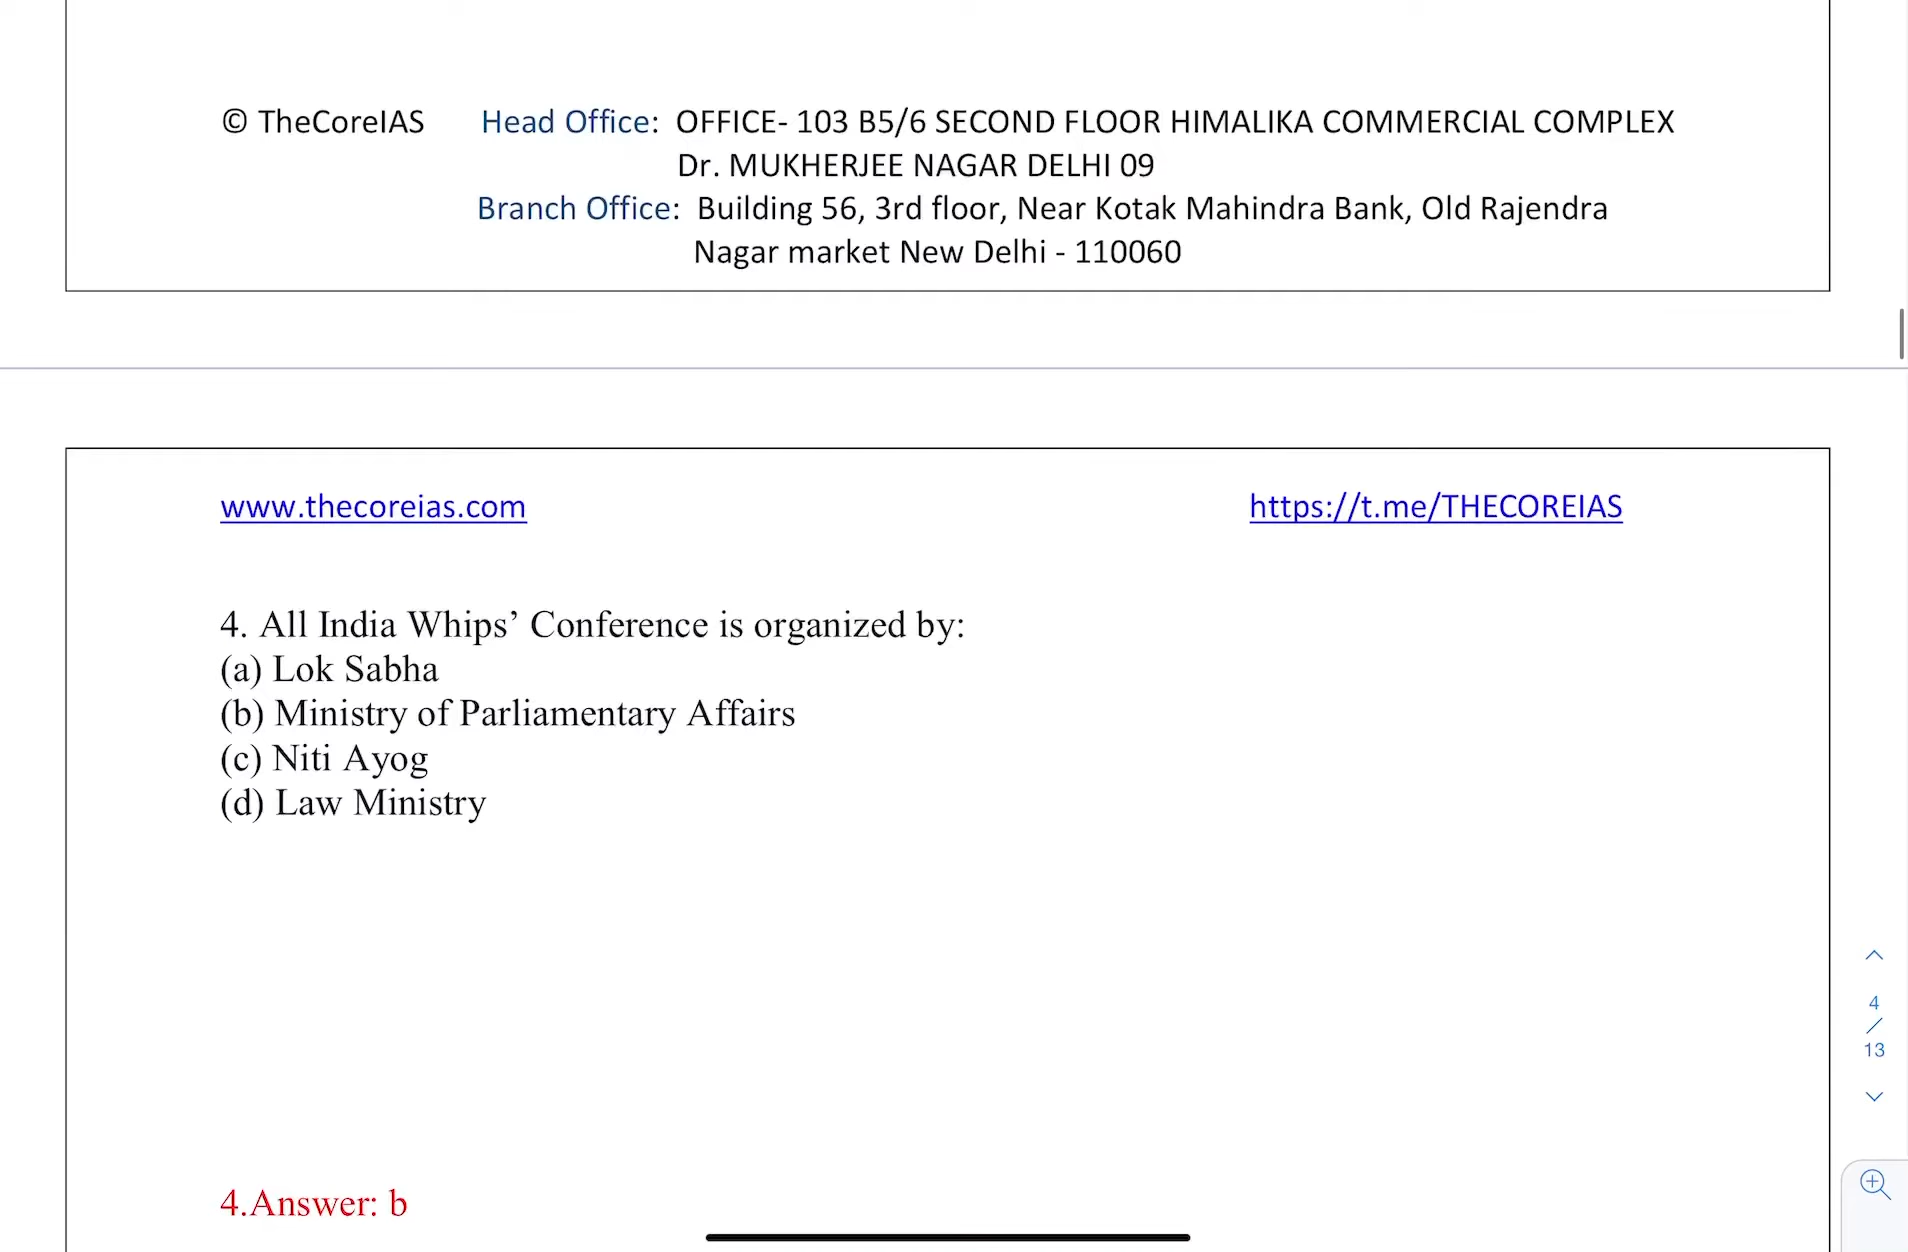 © TheCoreIAS Head Office: OFFICE- 103 B5/6 SECOND FLOOR HIMALIKA COMMERCIAL COMPLEX
Dr. MUKHERJEE NAGAR DELHI 09
Branch Office: Building 56, 3rd floor, Near Kotak Mahindra Bank, Old Rajendra
Nagar market New Delhi - 110060
www.thecoreias.com https://t.me/THECOREIAS
4. All India Whips’ Conference is organized by:
(a) Lok Sabha
(b) Ministry of Parliamentary Affairs
(c) Niti Ayog
(d) Law Ministry
4
/
13
4.Answer: b